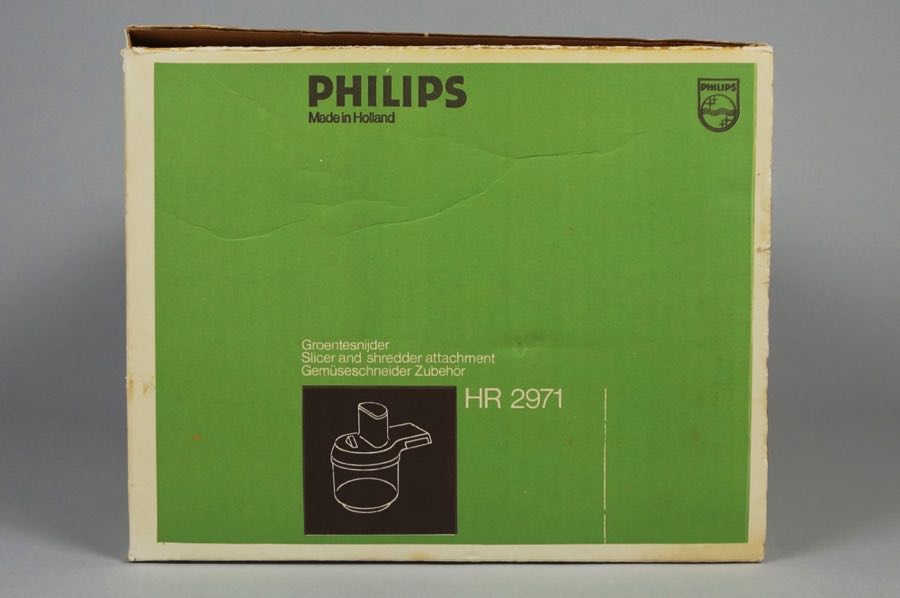 PHILIPS
Made in Holland
PHILIPS
Groentesnijder
Slicer and shredder attachment
Gemüseschneider Zubehör
HR 2971